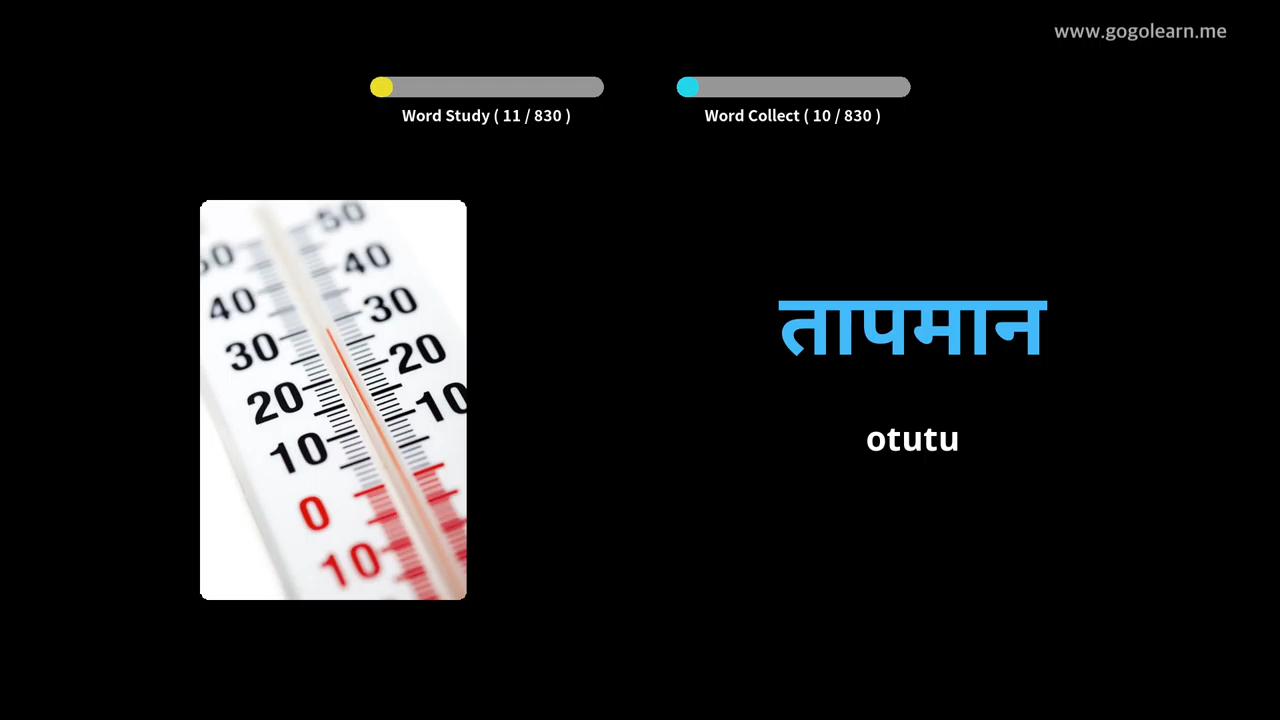 www.gogolearn.me
Word Study ( 11 / 830 )
Word Collect ( 10 / 830 )
50
50
40
40
30
30
20
20
10
10
0
10
तापमान
otutu